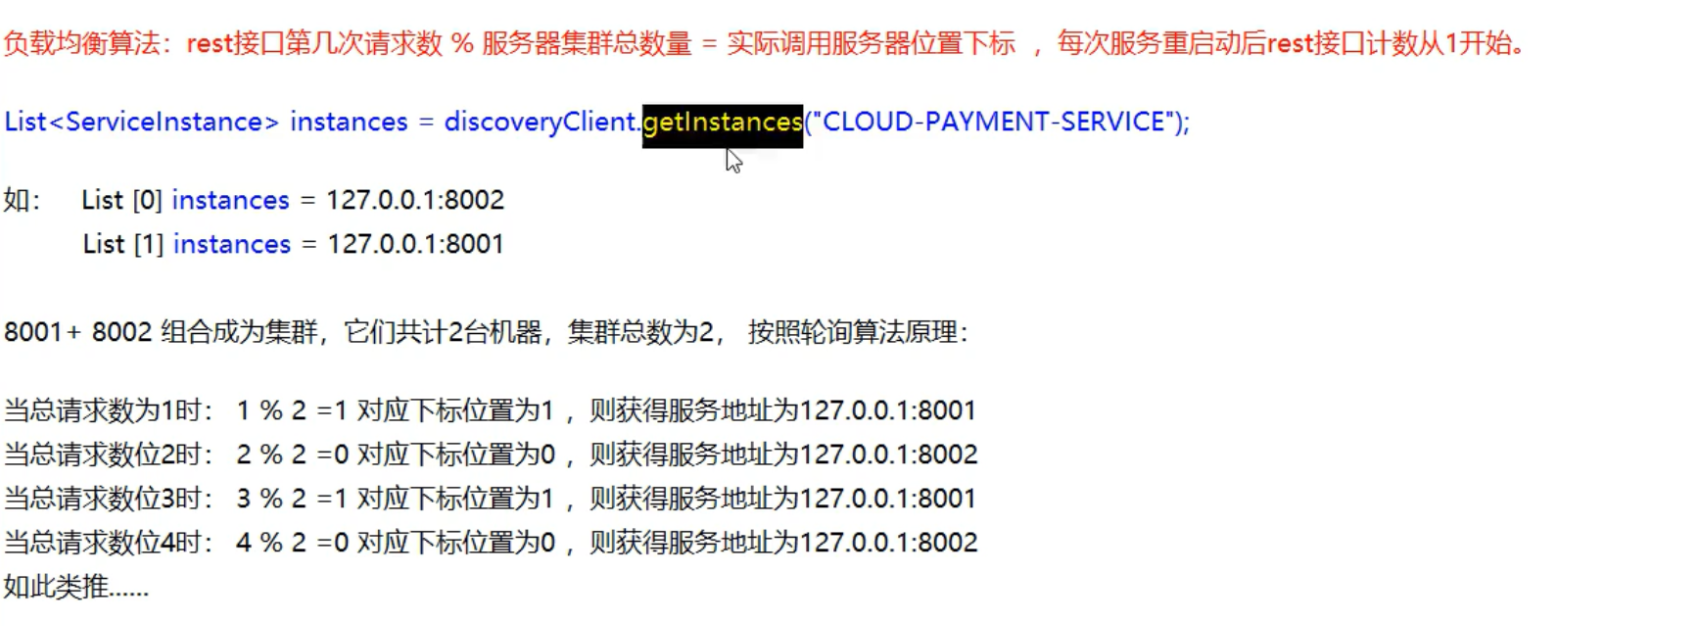 负载均衡算法：rest接口第几次请求数 % 服务器集群总数量 = 实际调用服务器位置下标 ，每次服务重启动后rest接口计数从1开始。
List<ServiceInstance> instances = discoveryClient.getInstances("CLOUD-PAYMENT-SERVICE");
如： List [0] instances = 127.0.0.1:8002
List [1] instances = 127.0.0.1:8001
8001+ 8002 组合成为集群，它们共计2台机器，集群总数为2， 按照轮询算法原理：
当总请求数为1时： 1 % 2 =1 对应下标位置为1 ，则获得服务地址为127.0.0.1:8001
当总请求数位2时： 2 % 2 =0 对应下标位置为0 ，则获得服务地址为127.0.0.1:8002
当总请求数位3时： 3 % 2 =1 对应下标位置为1 ，则获得服务地址为127.0.0.1:8001
当总请求数位4时： 4 % 2 =0 对应下标位置为0 ，则获得服务地址为127.0.0.1:8002
如此类推......